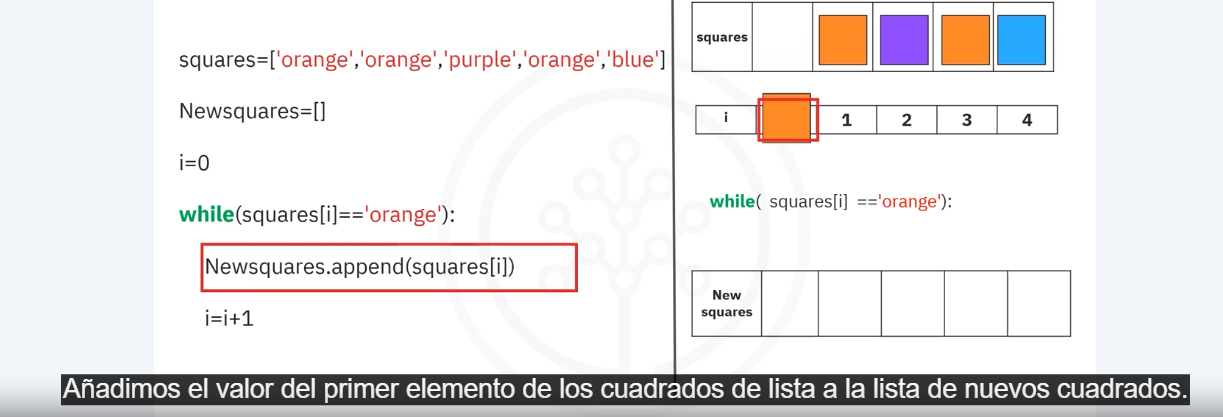 squares=['orange','orange','purple','orange','blue']
Newsquares=[]
i=0
while(squares[i]=='orange'):
Newsquares.append(squares[i])
i=i+1
squares
i 1 2 3 4
while( squares[i] =='orange'):
New
squares
Añadimos el valor del primer elemento de los cuadrados de lista a la lista de nuevos cuadrados.